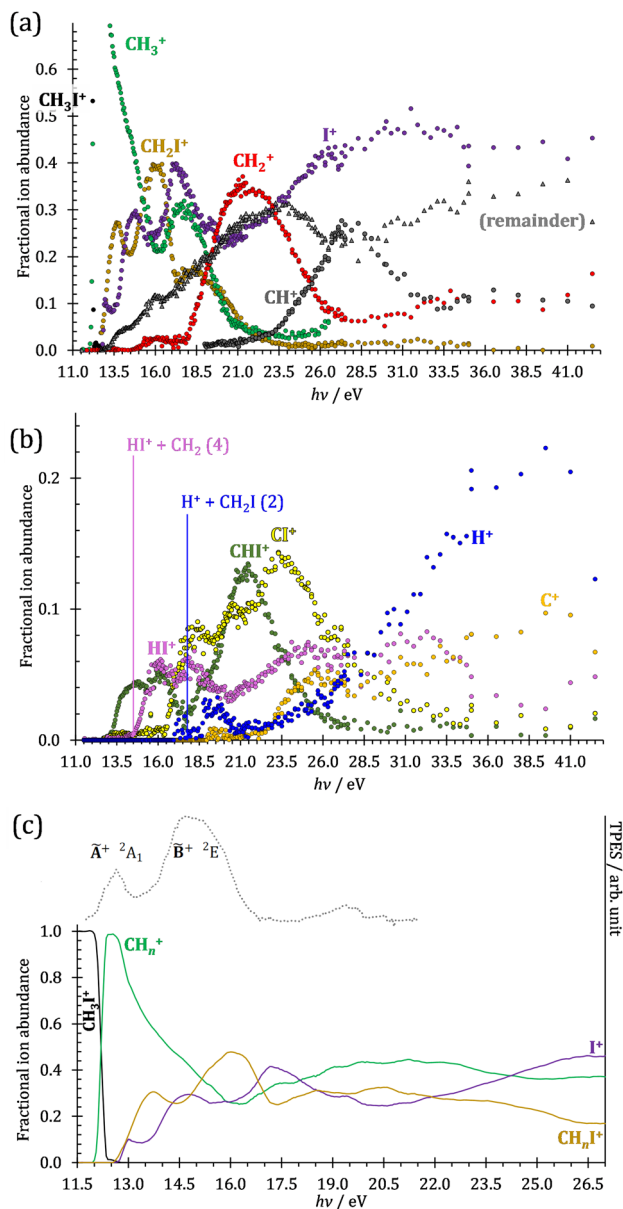 (a)
CH₃⁺
CH₃I⁺
CH₂I⁺
I⁺
CH₂⁺
(remainder)
CH⁺
Fractional ion abundance
0.6
0.5
0.4
0.3
0.2
0.1
0.0
11.0 13.5 16.0 18.5 21.0 23.5 26.0 28.5 31.0 33.5 36.0 38.5 41.0
hν / eV
(b)
HI⁺ + CH₂ (4)
H⁺ + CH₂I (2)
CI⁺
CHI⁺
H⁺
C⁺
HI⁺
Fractional ion abundance
0.2
0.1
0.0
11.0 13.5 16.0 18.5 21.0 23.5 26.0 28.5 31.0 33.5 36.0 38.5 41.0
hν / eV
(c)
Ã⁺ ²A₁
B̃⁺ ²E
TPES / arb. unit
CHₙ⁺
CH₃I⁺
I⁺
CHₙI⁺
Fractional ion abundance
1.0
0.8
0.6
0.4
0.2
0.0
11.5 13.0 14.5 16.0 17.5 19.0 20.5 22.0 23.5 25.0 26.5
hν / eV